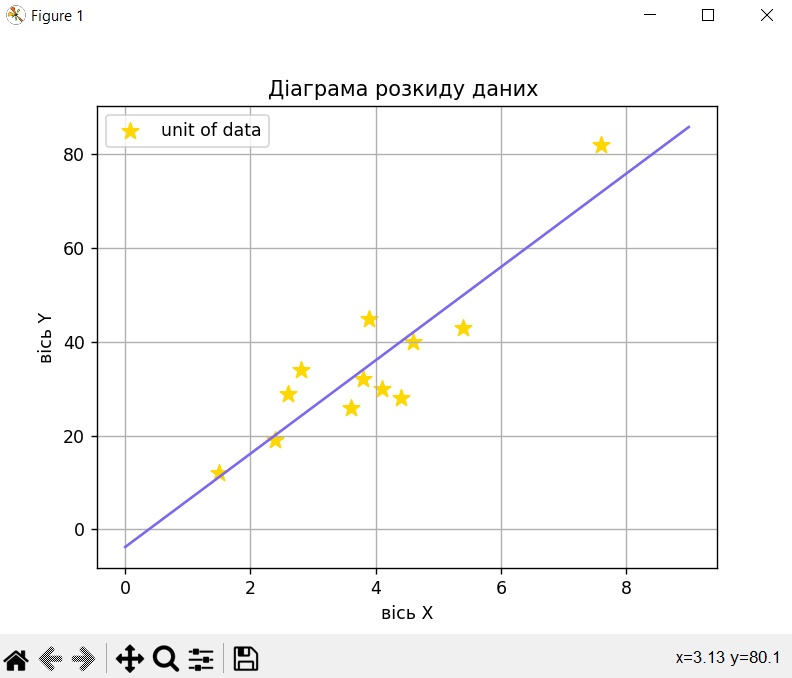 Figure 1
Діаграма розкиду даних
unit of data
80
60
40
20
0
вісь Y
0 2 4 6 8
вісь X
x=3.13 y=80.1